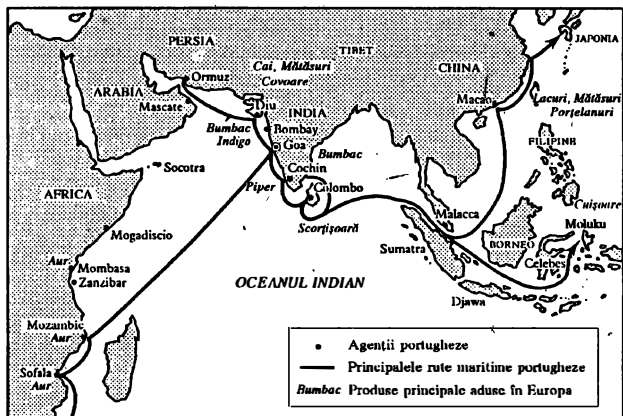 PERSIA
TIBET
JAPONIA
Ormuz
Cai, Mătăsuri
Covoare
CHINA
ARABIA
Mascate
Diu
INDIA
Macao
Lacuri, Mătăsuri
Porțelanuri
Bumbac
Indigo
Bombay
Goa
Bumbac
FILIPINE
Socotra
Cochin
Piper
Colombo
AFRICA
Scorțișoară
Malacca
Cuișoare
Moluku
Mogadiscio
Sumatra
BORNEO
Aur
Mombasa
Zanzibar
OCEANUL INDIAN
Celebes
Djawa
Mozambic
Aur
Sofala
Aur
Agenții portugheze
Principalele rute maritime portugheze
Bumbac Produse principale aduse în Europa